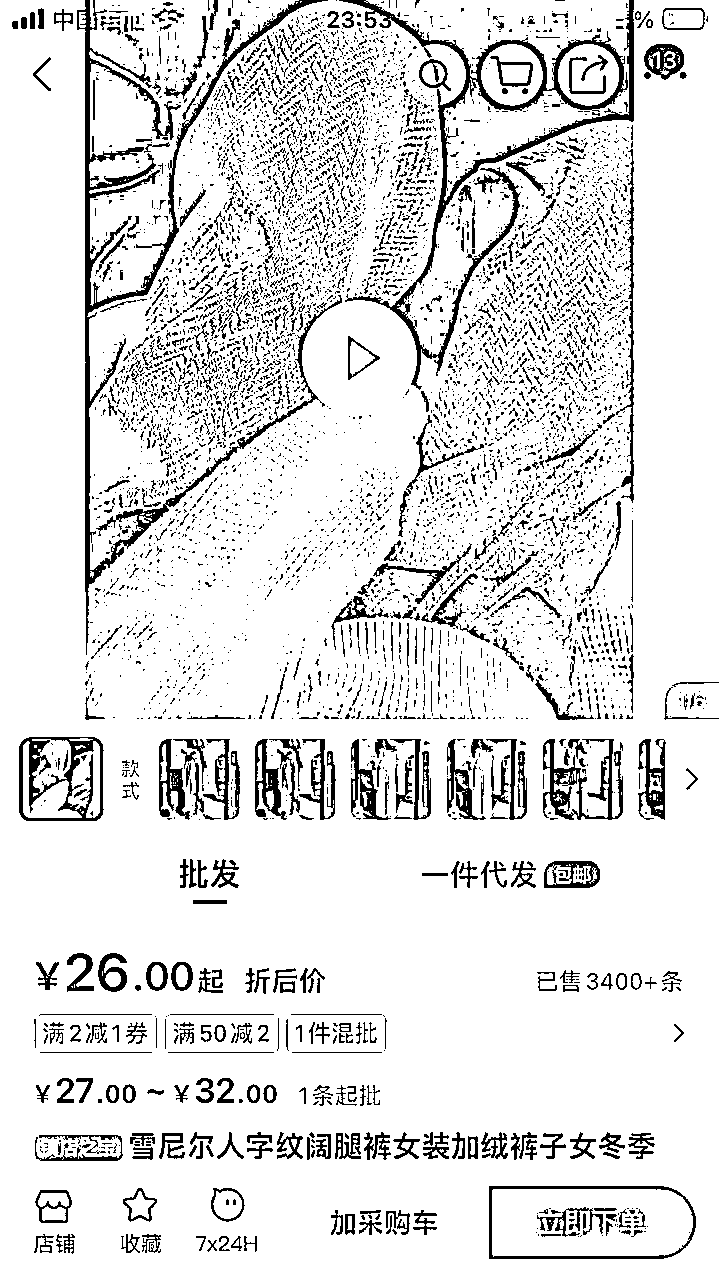 中国 23:53 %
13
款式
批发 一件代发 包邮
¥26.00起 折后价 已售3400+条
满2减1券 满50减2 1件混批
¥27.00 ~ ¥32.00 1条起批
镇店之宝 雪尼尔人字纹阔腿裤女装加绒裤子女冬季
店铺 收藏 7x24H 加采购车 立即下单